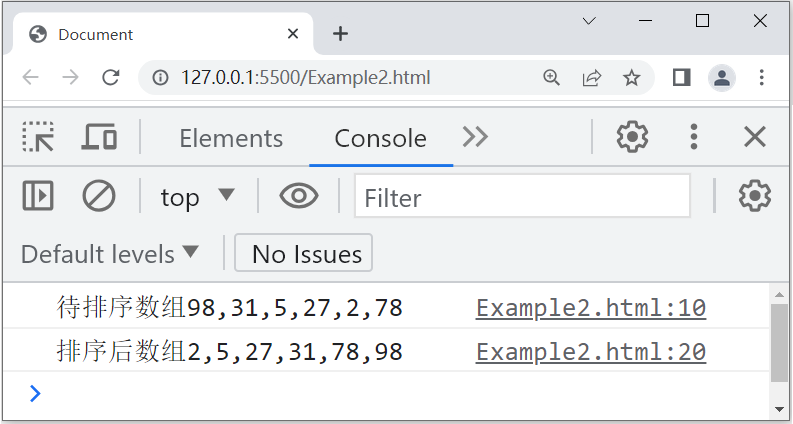 Document
127.0.0.1:5500/Example2.html
Elements Console
top Filter
Default levels No Issues
待排序数组98,31,5,27,2,78 Example2.html:10
排序后数组2,5,27,31,78,98 Example2.html:20